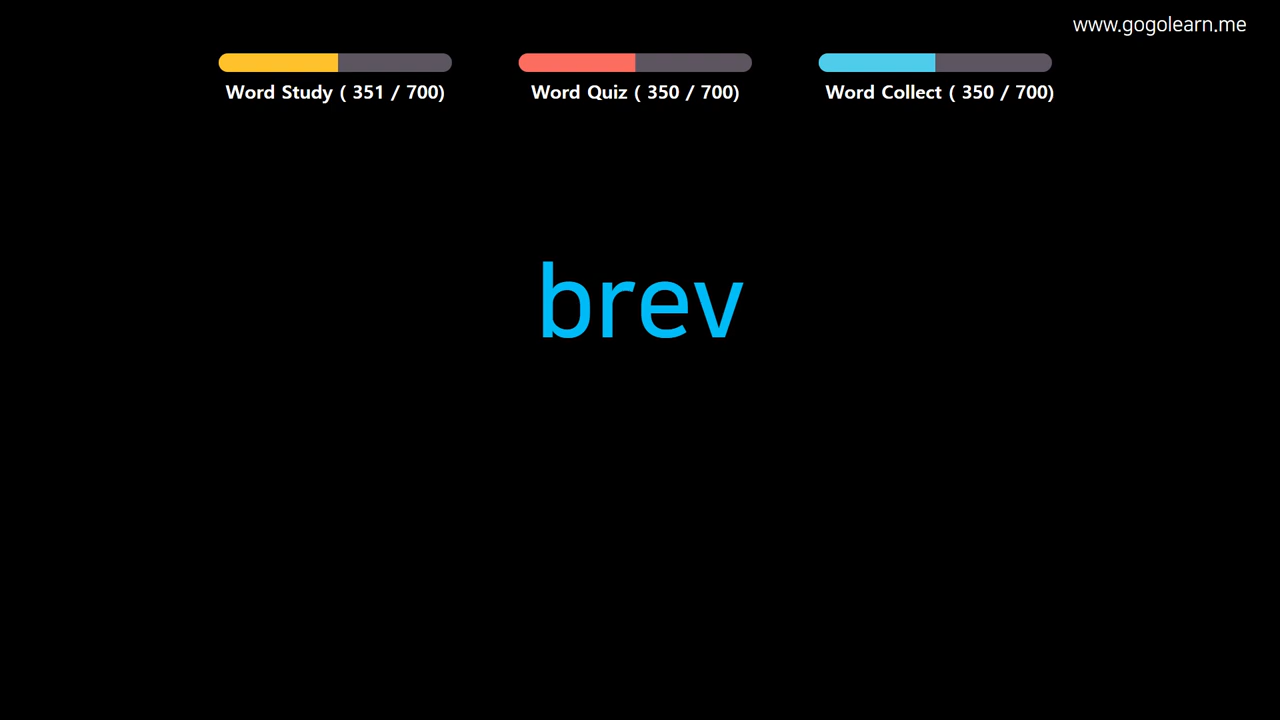 www.gogolearn.me
Word Study ( 351 / 700)
Word Quiz ( 350 / 700)
Word Collect ( 350 / 700)
brev